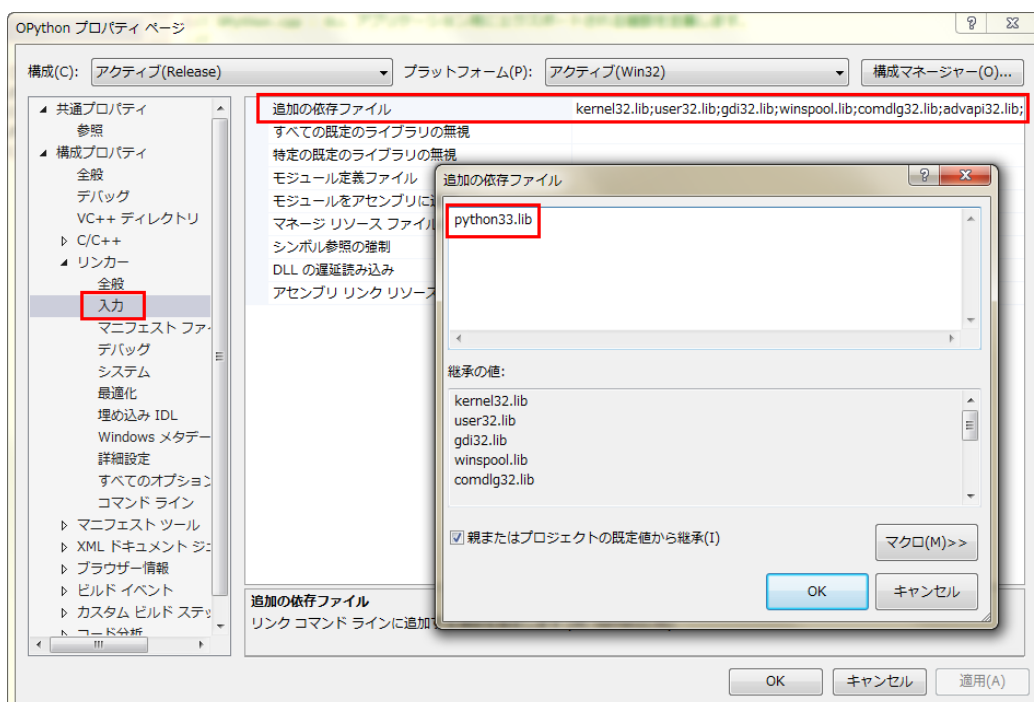 OPython プロパティ ページ
構成(C): アクティブ(Release) プラットフォーム(P): アクティブ(Win32) 構成マネージャー(O)...
共通プロパティ
参照
構成プロパティ
全般
デバッグ
VC++ ディレクトリ
C/C++
リンカー
全般
入力
マニフェスト ファ
デバッグ
システム
最適化
埋め込み IDL
Windows メタデー
詳細設定
すべてのオプション
コマンド ライン
マニフェスト ツール
XML ドキュメント ジ
ブラウザー情報
ビルド イベント
カスタム ビルド ステッ
コード分析
追加の依存ファイル kernel32.lib;user32.lib;gdi32.lib;winspool.lib;comdlg32.lib;advapi32.lib;
すべての既定のライブラリの無視
特定の既定のライブラリの無視
モジュール定義ファイル
モジュールをアセンブリに
マネージ リソース ファイル
シンボル参照の強制
DLL の遅延読み込み
アセンブリ リンク リソース
追加の依存ファイル
リンク コマンド ラインに追加
追加の依存ファイル
python33.lib
継承の値:
kernel32.lib
user32.lib
gdi32.lib
winspool.lib
comdlg32.lib
親またはプロジェクトの既定値から継承(I)
マクロ(M)>>
OK キャンセル
OK キャンセル 適用(A)